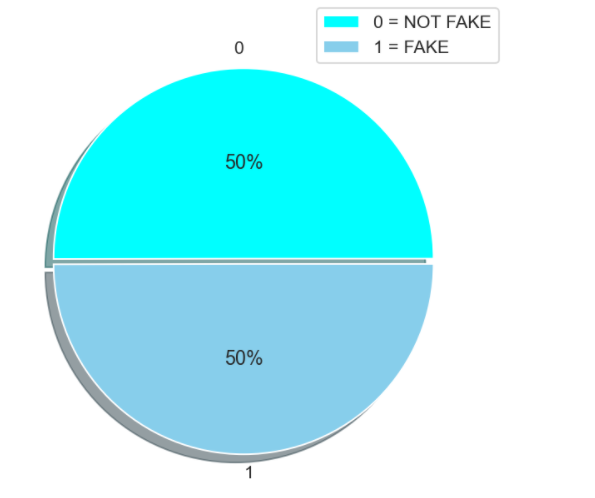 0 = NOT FAKE
1 = FAKE
0
50%
50%
1